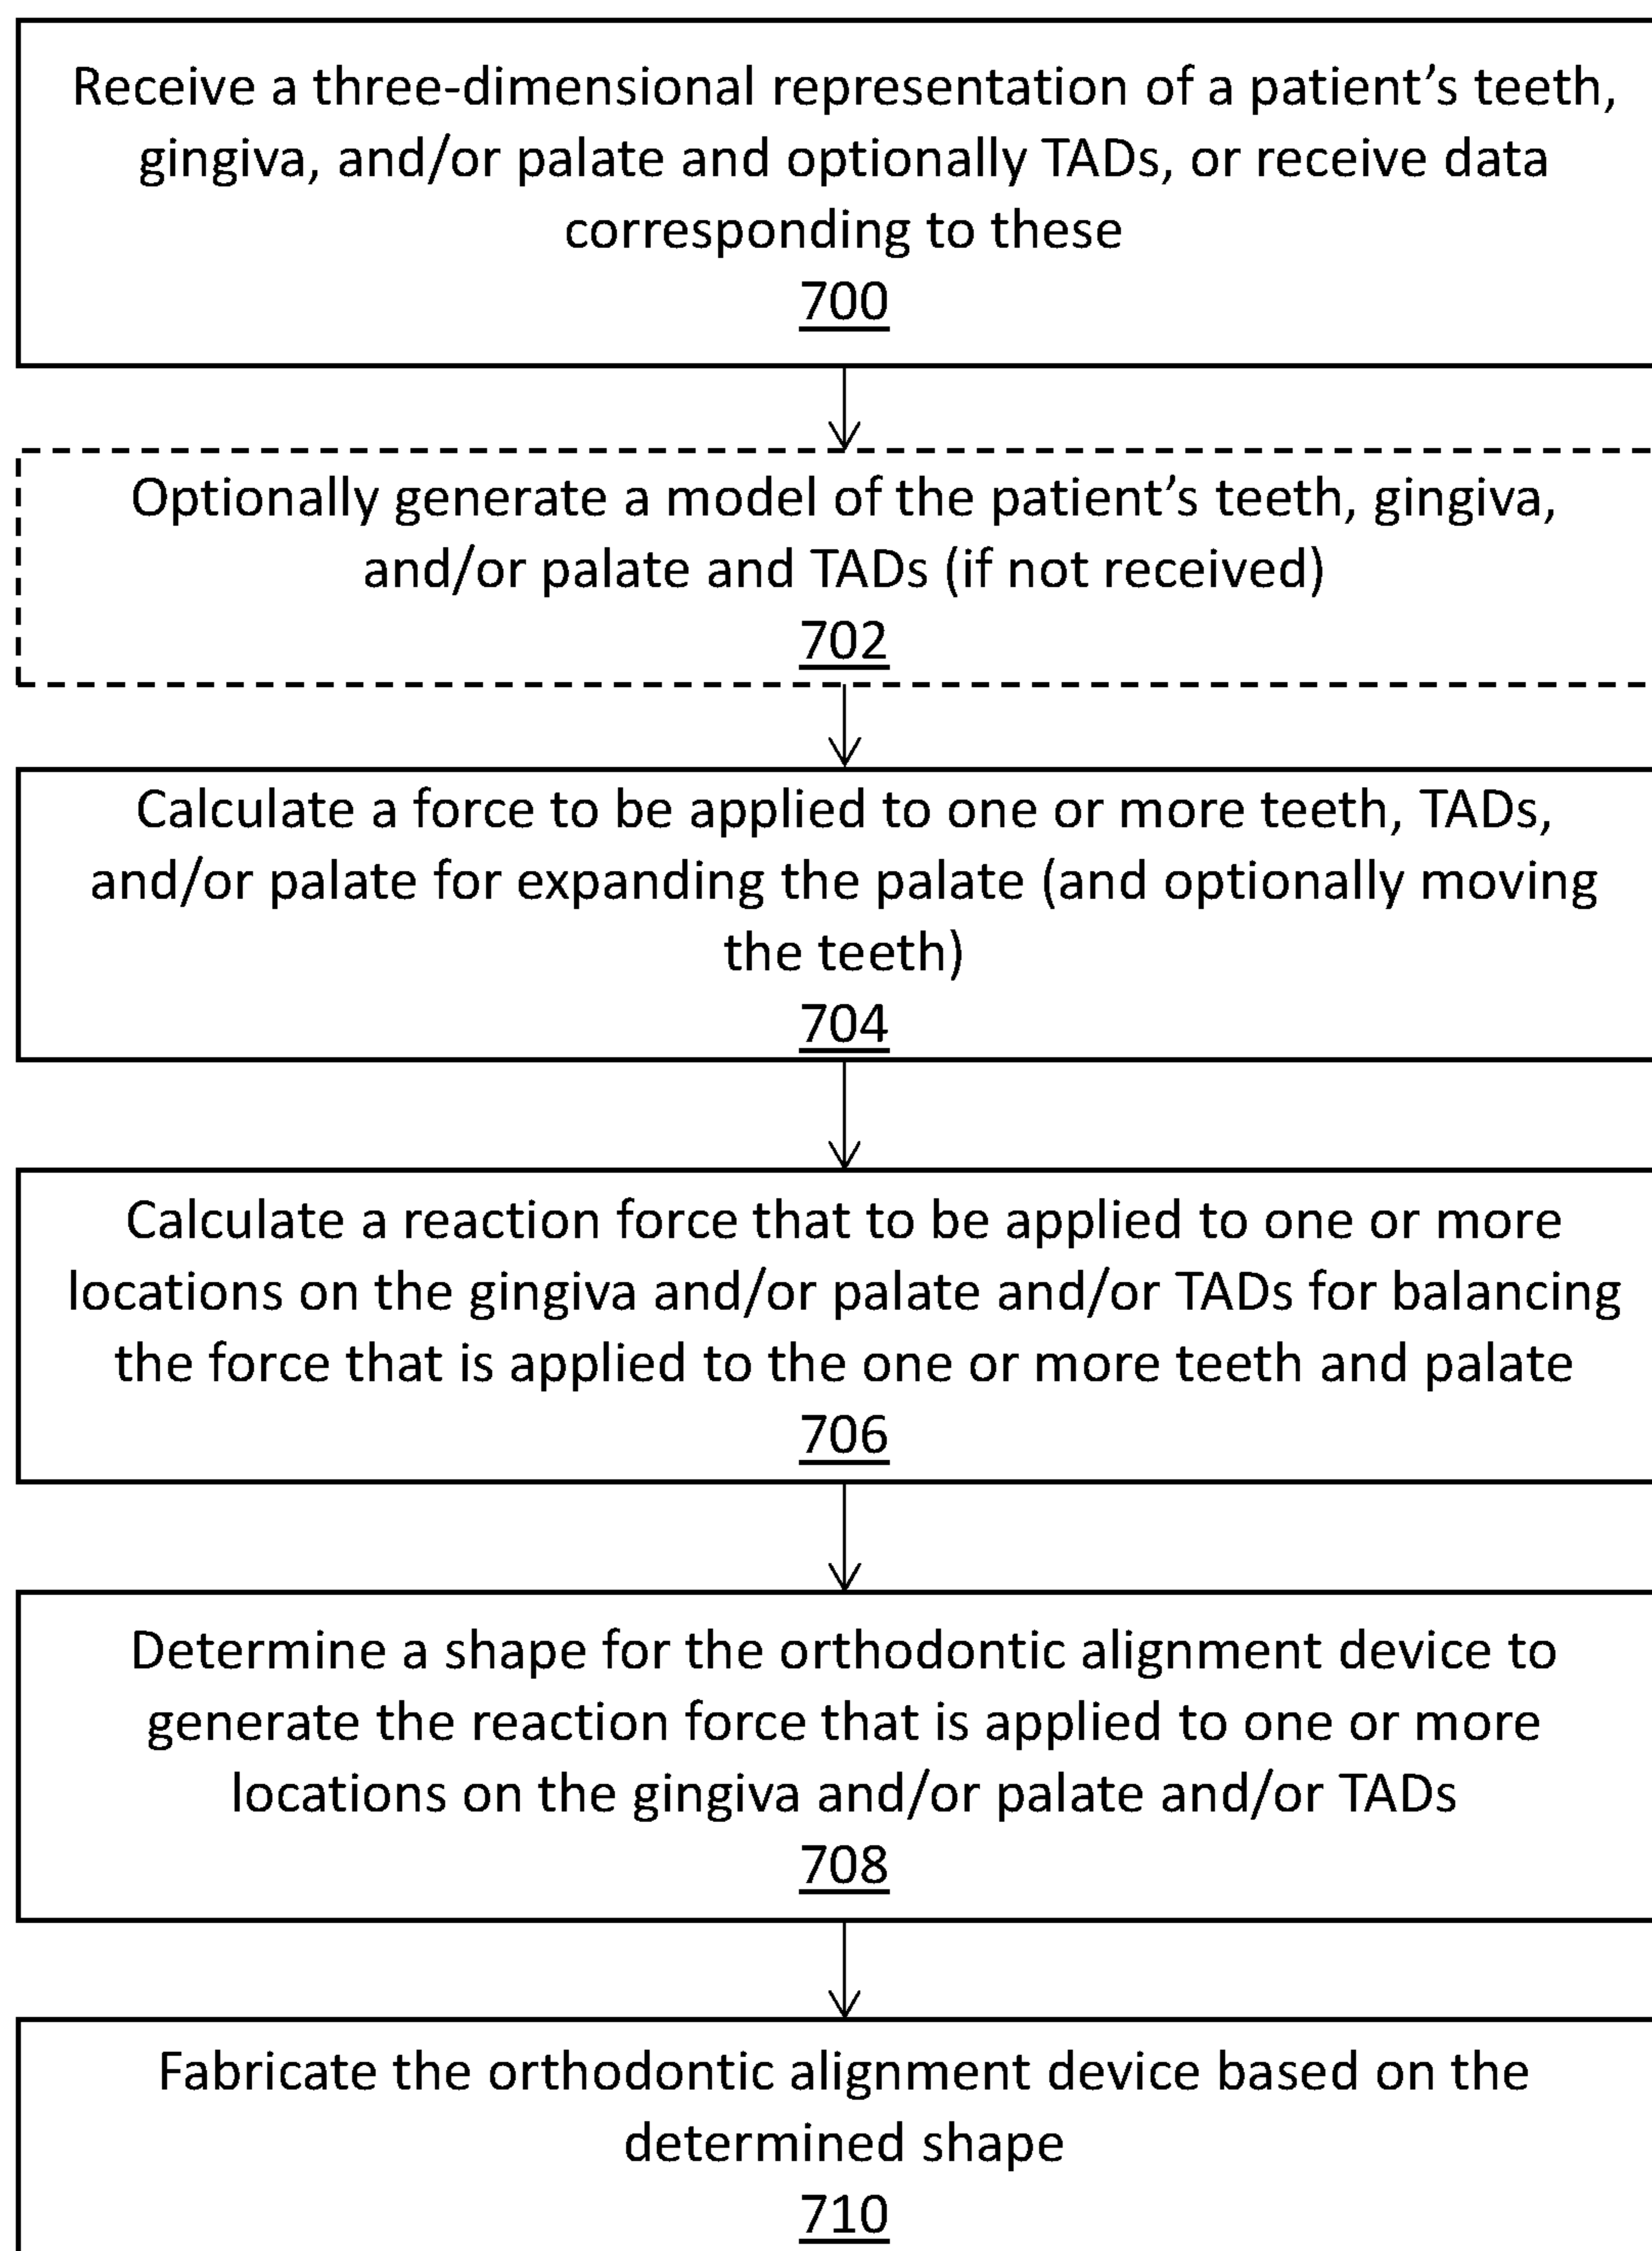 Receive a three-dimensional representation of a patient’s teeth,
gingiva, and/or palate and optionally TADs, or receive data
corresponding to these
700
Optionally generate a model of the patient’s teeth, gingiva,
and/or palate and TADs (if not received)
702
Calculate a force to be applied to one or more teeth, TADs,
and/or palate for expanding the palate (and optionally moving
the teeth)
704
Calculate a reaction force that to be applied to one or more
locations on the gingiva and/or palate and/or TADs for balancing
the force that is applied to the one or more teeth and palate
706
Determine a shape for the orthodontic alignment device to
generate the reaction force that is applied to one or more
locations on the gingiva and/or palate and/or TADs
708
Fabricate the orthodontic alignment device based on the
determined shape
710